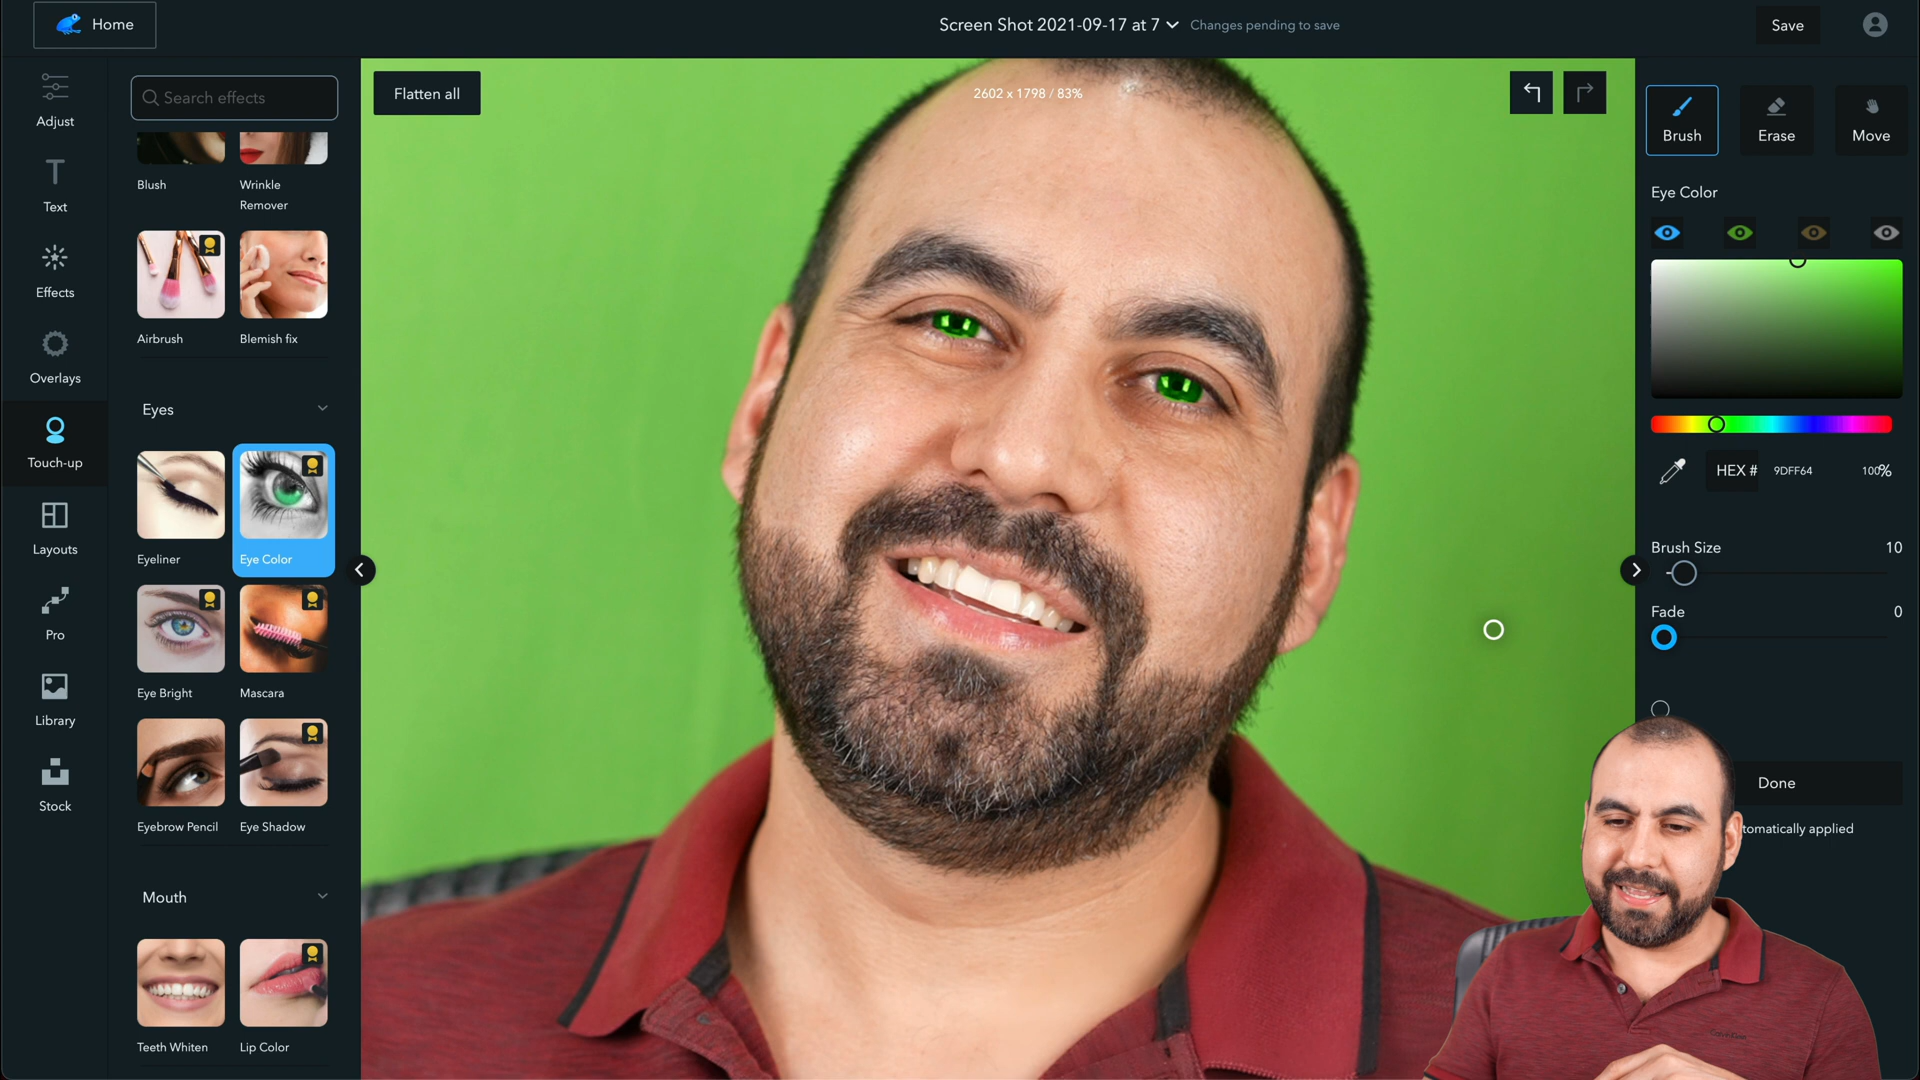 Home
Screen Shot 2021-09-17 at 7
Changes pending to save
Save
Adjust
Text
Effects
Overlays
Touch-up
Layouts
Pro
Library
Stock
Search effects
Blush
Wrinkle
Remover
Airbrush
Blemish fix
Eyes
Eyeliner
Eye Color
Eye Bright
Mascara
Eyebrow Pencil
Eye Shadow
Mouth
Teeth Whiten
Lip Color
Flatten all
2602 x 1798 / 83%
Brush
Erase
Move
Eye Color
HEX #
9DFF64
100%
Brush Size
10
Fade
0
Done
tomatically applied